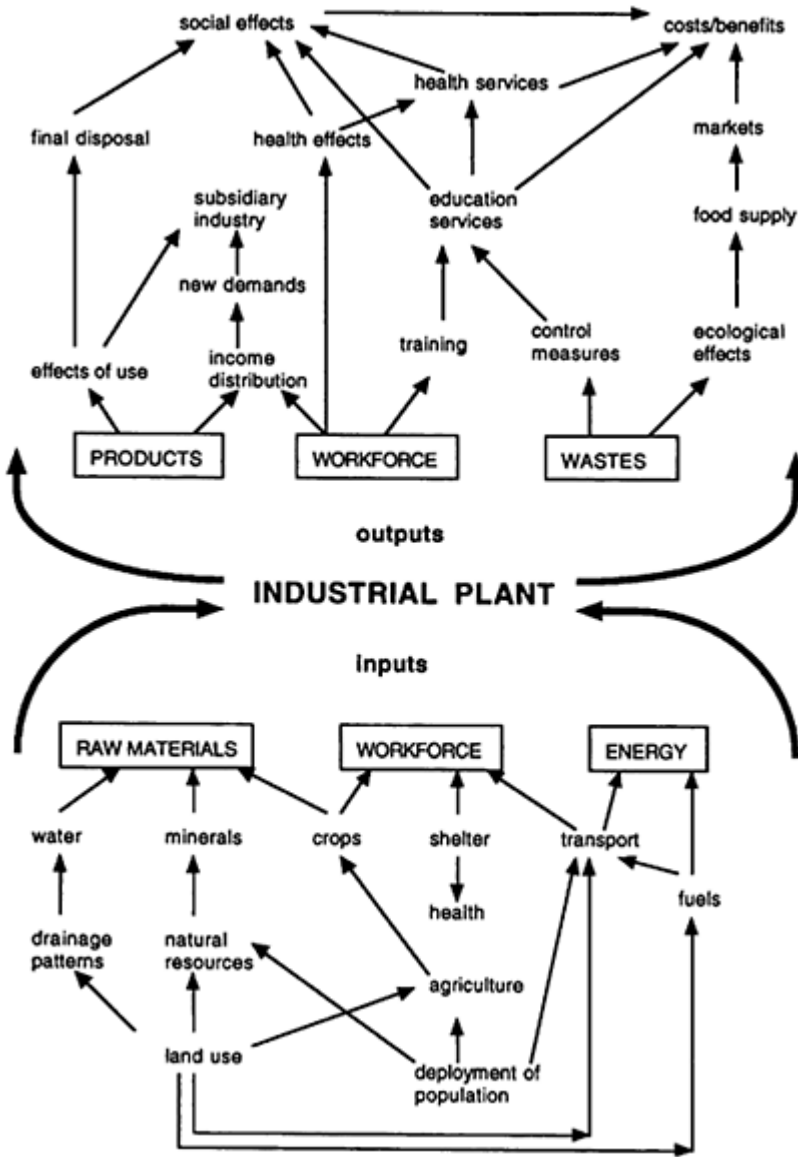 social effects
costs/benefits
health services
final disposal
health effects
markets
subsidiary
industry
education
services
food supply
new demands
training
control
measures
ecological
effects
effects of use
income
distribution
PRODUCTS
WORKFORCE
WASTES
outputs
INDUSTRIAL PLANT
inputs
RAW MATERIALS
WORKFORCE
ENERGY
water
minerals
crops
shelter
transport
fuels
health
drainage
patterns
natural
resources
agriculture
land use
deployment of
population